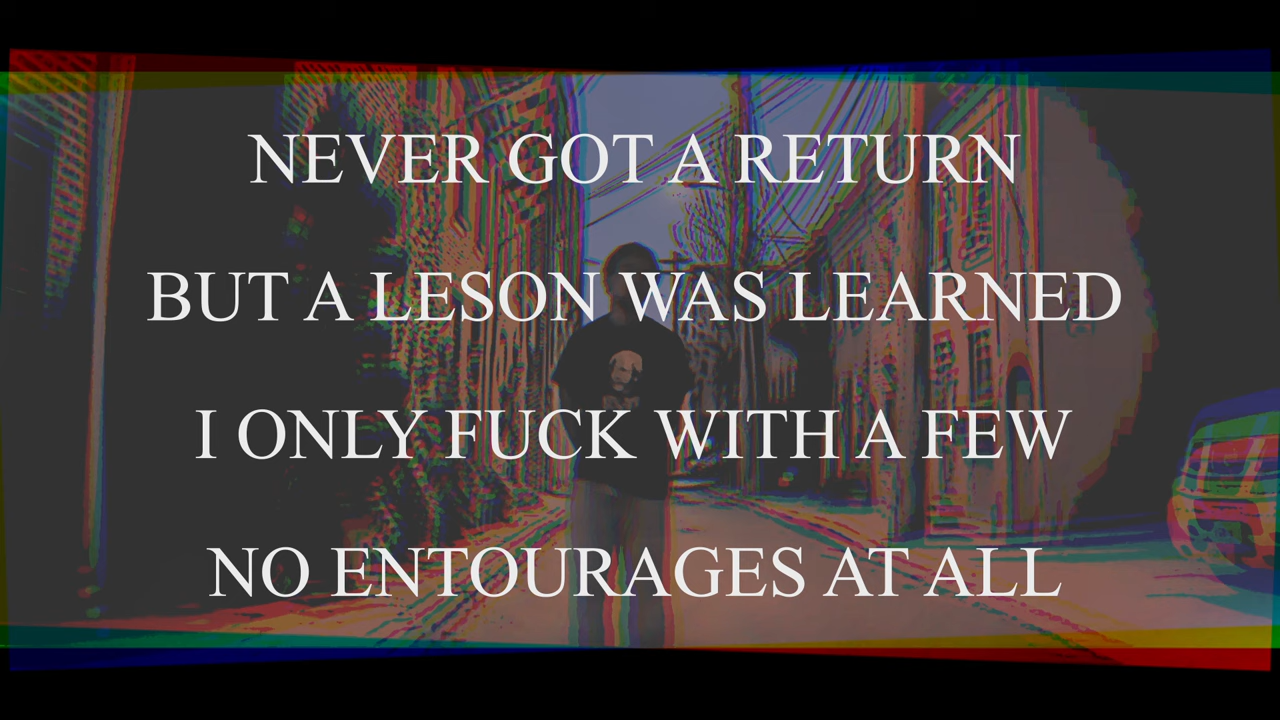 NEVER GOT A RETURN
BUT A LESON WAS LEARNED
I ONLY FUCK WITH A FEW
NO ENTOURAGES AT ALL